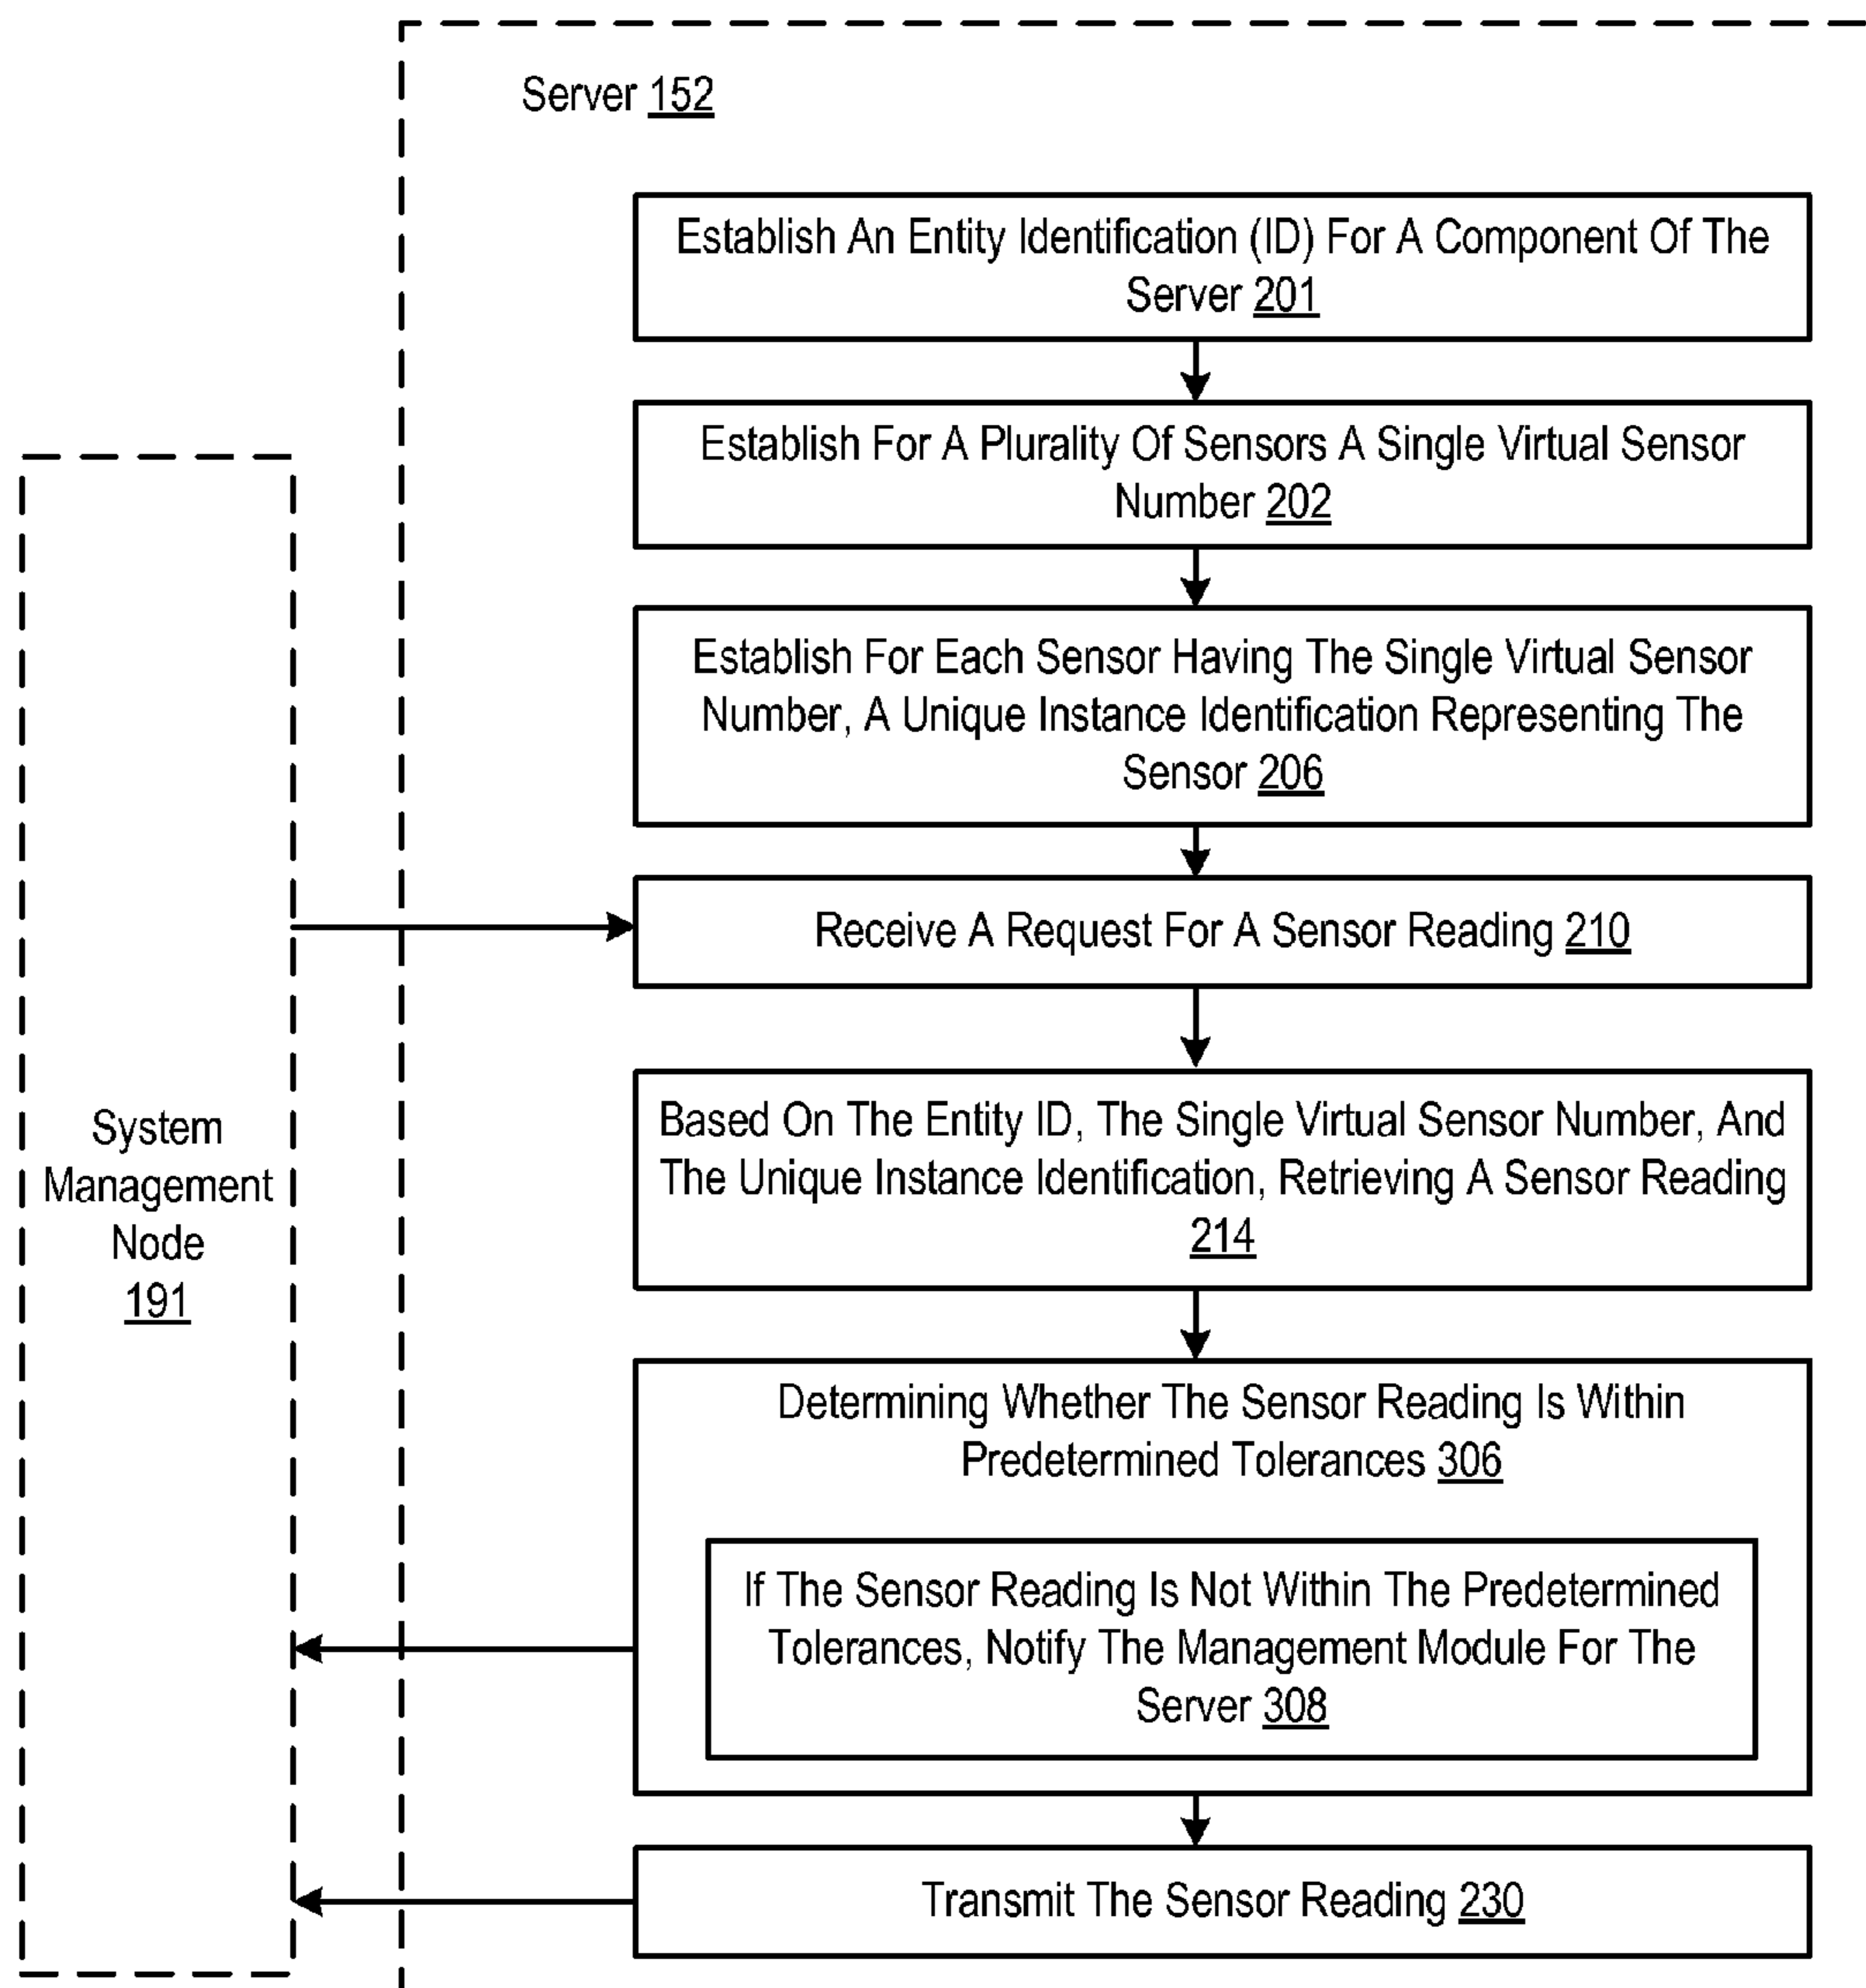 Server 152
Establish An Entity Identification (ID) For A Component Of The
Server 201
Establish For A Plurality Of Sensors A Single Virtual Sensor
Number 202
Establish For Each Sensor Having The Single Virtual Sensor
Number, A Unique Instance Identification Representing The
Sensor 206
Receive A Request For A Sensor Reading 210
System
Management
Node
191
Based On The Entity ID, The Single Virtual Sensor Number, And
The Unique Instance Identification, Retrieving A Sensor Reading
214
Determining Whether The Sensor Reading Is Within
Predetermined Tolerances 306
If The Sensor Reading Is Not Within The Predetermined
Tolerances, Notify The Management Module For The
Server 308
Transmit The Sensor Reading 230